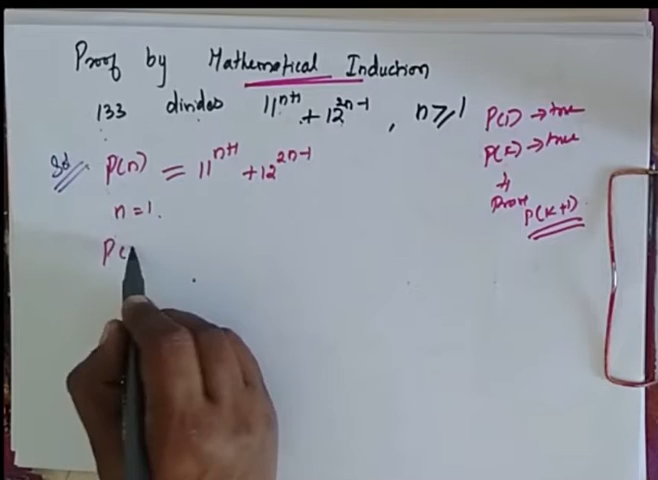 Proof by Mathematical Induction
133 divides 11^{n+1} + 12^{2n-1}, n ≥ 1
P(1) → true
P(k) → true
↓
Prove P(k+1)
Sol. P(n) = 11^{n+1} + 12^{2n-1}
n = 1.
P(